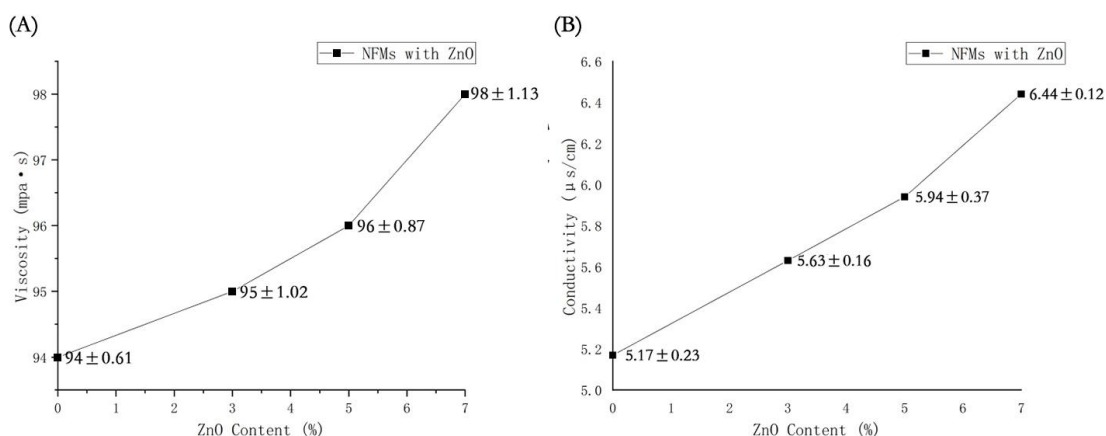 (A)
NFMs with ZnO
98
97
96
95
94
98±1.13
96±0.87
95±1.02
94±0.61
0 1 2 3 4 5 6 7
Viscosity (mpa·s)
ZnO Content (%)
(B)
NFMs with ZnO
6.6
6.4
6.2
6.0
5.8
5.6
5.4
5.2
5.0
6.44±0.12
5.94±0.37
5.63±0.16
5.17±0.23
0 1 2 3 4 5 6 7
Conductivity (μs/cm)
ZnO Content (%)